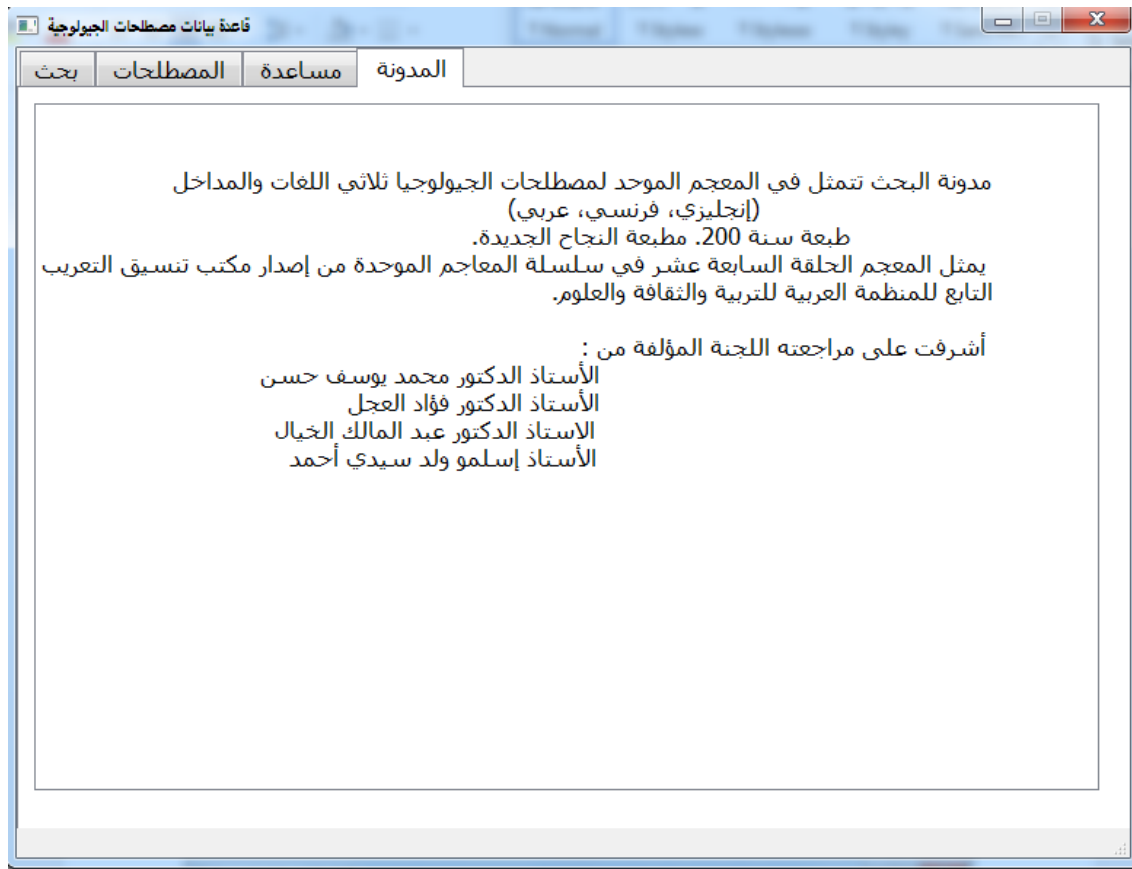 قاعدة بيانات مصطلحات الجيولوجية
بحث
المصطلحات
مساعدة
المدونة
مدونة البحث تتمثل في المعجم الموحد لمصطلحات الجيولوجيا ثلاثي اللغات والمداخل
(إنجليزي، فرنسي، عربي)
طبعة سنة 200. مطبعة النجاح الجديدة.
يمثل المعجم الحلقة السابعة عشر في سلسلة المعاجم الموحدة من إصدار مكتب تنسيق التعريب
التابع للمنظمة العربية للتربية والثقافة والعلوم.
أشرفت على مراجعته اللجنة المؤلفة من :
الأستاذ الدكتور محمد يوسف حسن
الأستاذ الدكتور فؤاد العجل
الاستاذ الدكتور عبد المالك الخيال
الأستاذ إسلمو ولد سيدي أحمد